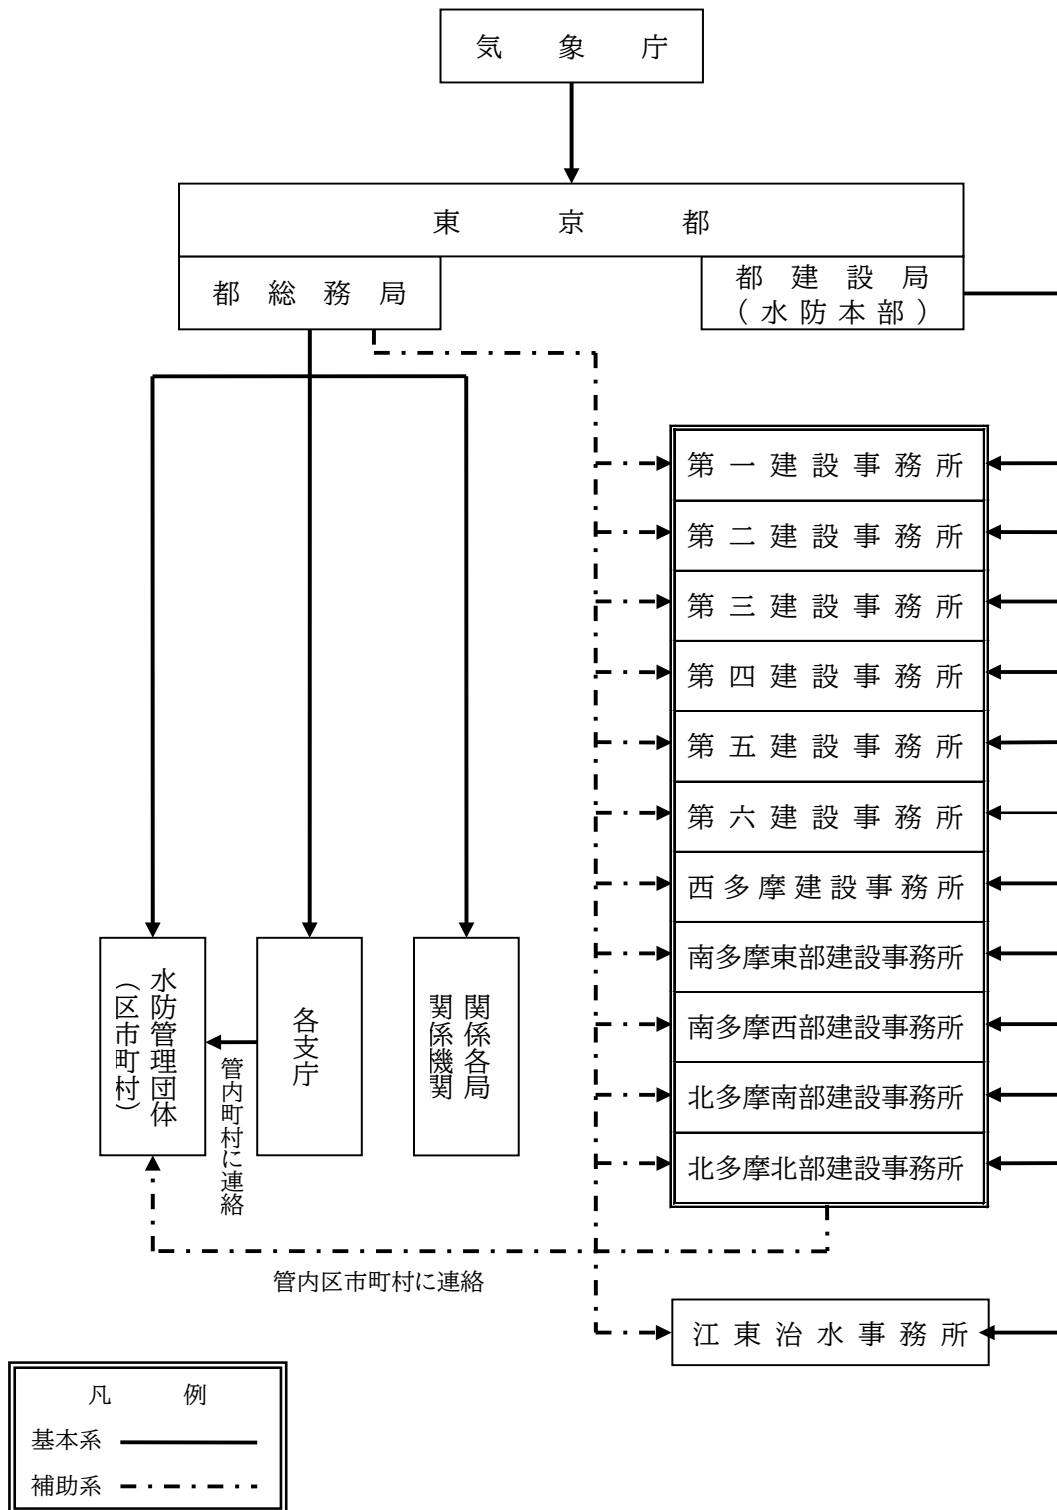 気象庁
東京都
都総務局
都建設局
（水防本部）
第一建設事務所
第二建設事務所
第三建設事務所
第四建設事務所
第五建設事務所
第六建設事務所
西多摩建設事務所
南多摩東部建設事務所
南多摩西部建設事務所
北多摩南部建設事務所
北多摩北部建設事務所
水防管理団体
（区市町村）
管内町村に連絡
各支庁
関係各局
関係機関
管内区市町村に連絡
江東治水事務所
凡例
基本系
補助系